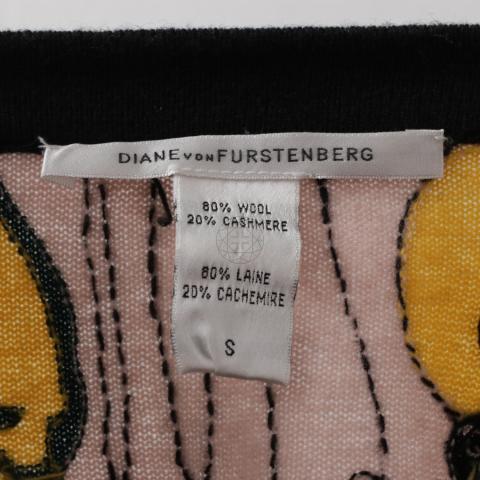 DIANE VON FURSTENBERG
80% WOOL
20% CASHMERE
80% LAINE
20% CACHEMIRE
S